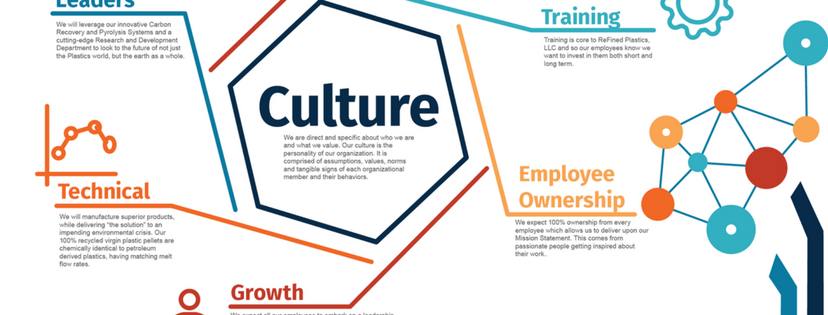 Leaders
We will leverage our innovative Carbon
Recovery and Pyrolysis Systems and a
cutting-edge Research and Development
Department to look to the future of not just
the Plastics world, but the earth as a whole.
Training
Training is core to ReFined Plastics,
LLC and so our employees know we
want to invest in them both short and
long term.
Culture
We are direct and specific about who we are
and what we value. Our culture is the
personality of our organization. It is
comprised of assumptions, values, norms
and tangible signs of each organizational
member and their behaviors.
Technical
We will manufacture superior products,
while delivering “the solution” to an
impending environmental crisis. Our
100% recycled virgin plastic pellets are
chemically identical to petroleum
derived plastics, having matching melt
flow rates.
Employee
Ownership
We expect 100% ownership from every
employee which allows us to deliver upon our
Mission Statement. This comes from
passionate people getting inspired about
their work.
Growth